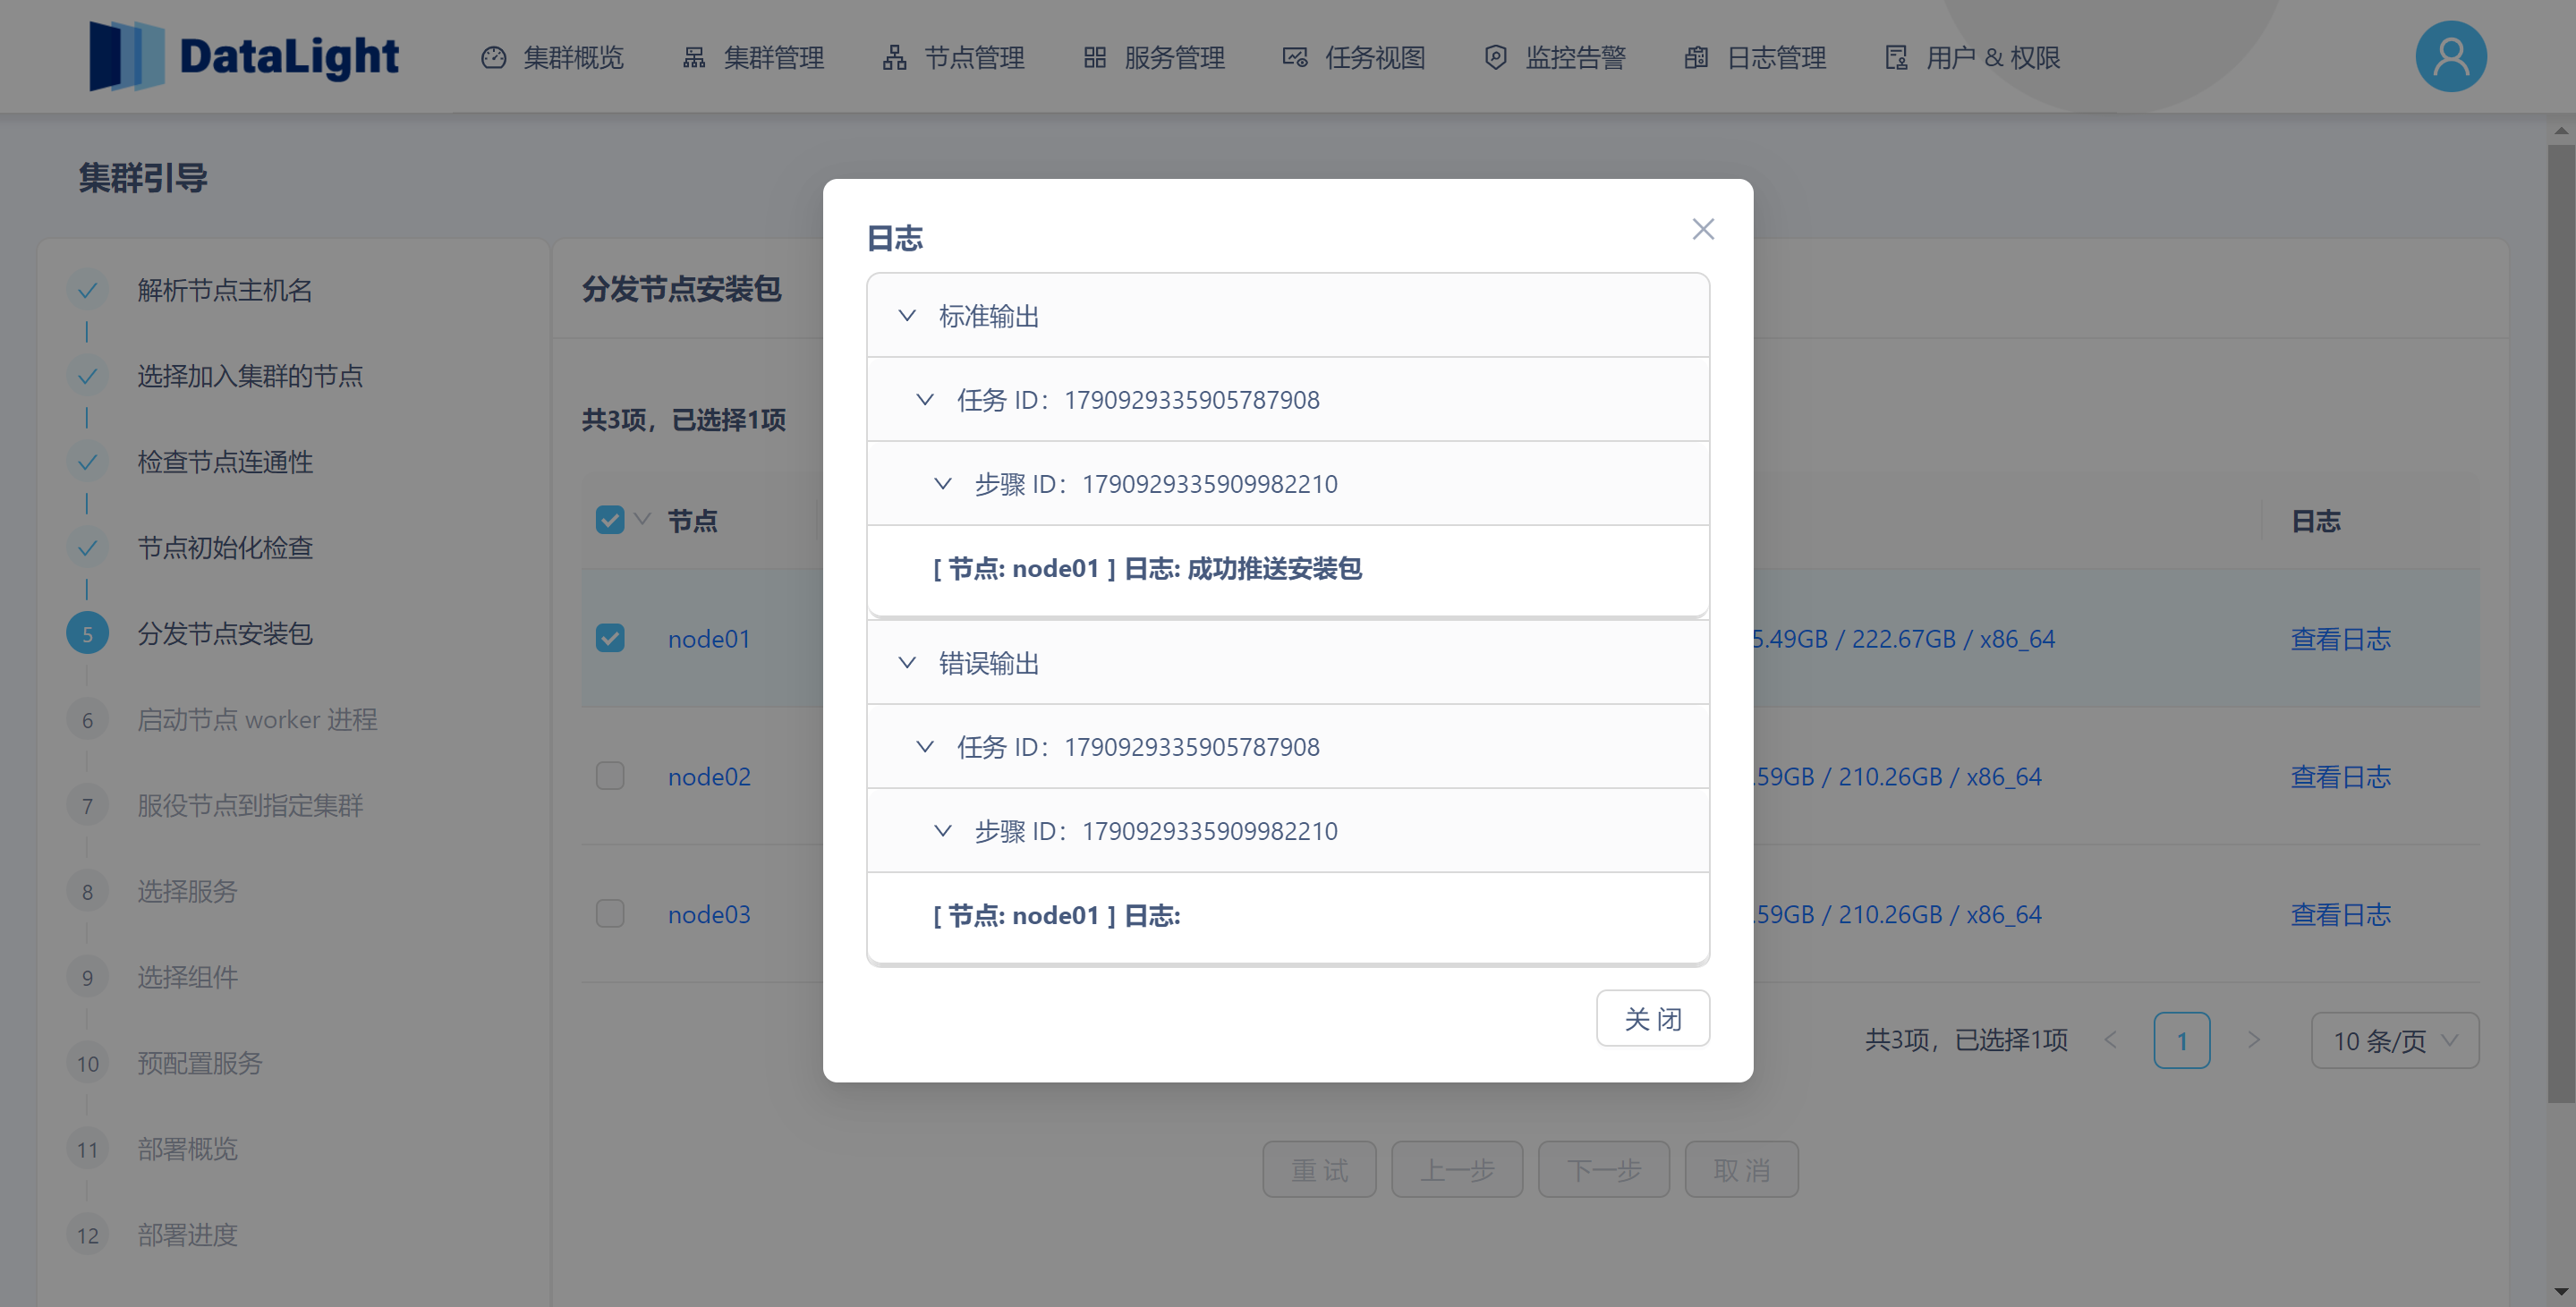 DataLight
集群概览
集群管理
节点管理
服务管理
任务视图
监控告警
日志管理
用户 & 权限
集群引导
解析节点主机名
选择加入集群的节点
检查节点连通性
节点初始化检查
5 分发节点安装包
6 启动节点 worker 进程
7 服役节点到指定集群
8 选择服务
9 选择组件
10 预配置服务
11 部署概览
12 部署进度
分发节点安装包
共3项，已选择1项
节点
日志
node01
5.49GB / 222.67GB / x86_64
查看日志
node02
.59GB / 210.26GB / x86_64
查看日志
node03
.59GB / 210.26GB / x86_64
查看日志
共3项，已选择1项
1
10 条/页
重 试
上一步
下一步
取 消
日志
标准输出
任务 ID：1790929335905787908
步骤 ID：1790929335909982210
[ 节点: node01 ] 日志: 成功推送安装包
错误输出
任务 ID：1790929335905787908
步骤 ID：1790929335909982210
[ 节点: node01 ] 日志:
关 闭